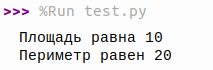 >>> %Run test.py
Площадь равна 10
Периметр равен 20